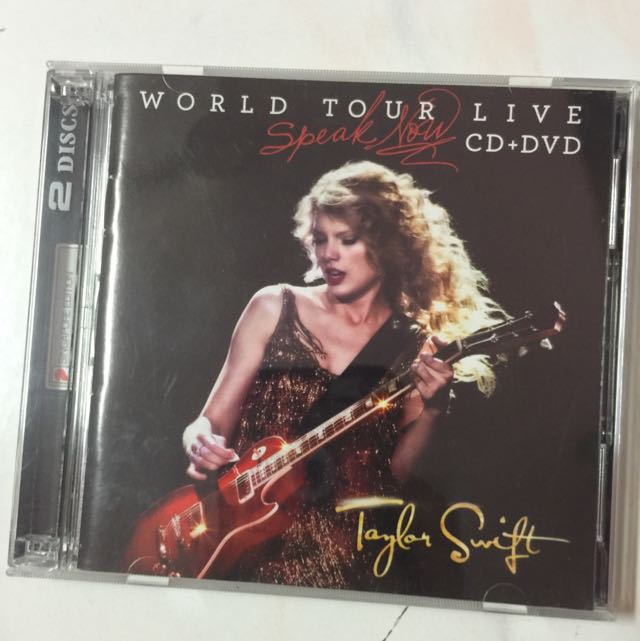 WORLD TOUR LIVE
Speak Now
CD+DVD
2 DISCS
Taylor Swift